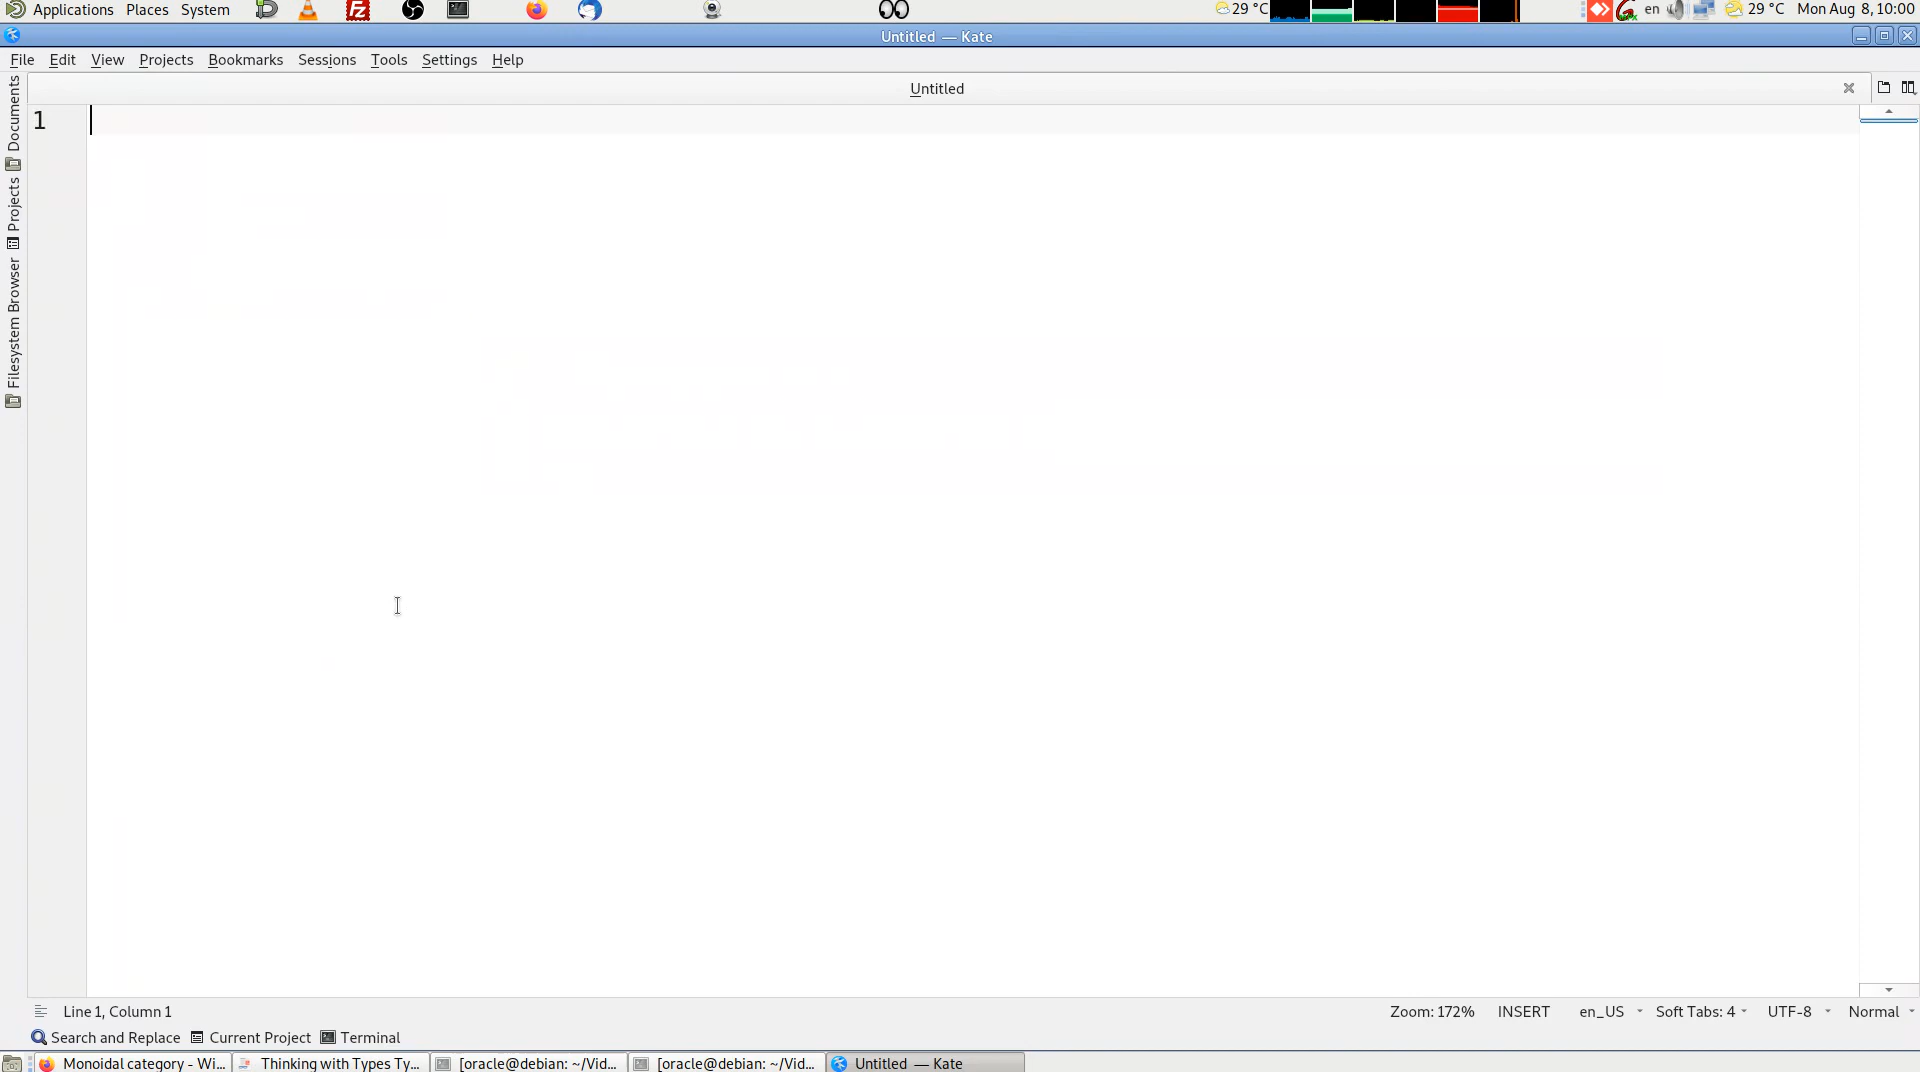 Applications Places System 29 °C en 29 °C Mon Aug 8, 10:00
Untitled — Kate
File Edit View Projects Bookmarks Sessions Tools Settings Help
Untitled
Documents
Projects
Filesystem Browser
1
Line 1, Column 1 Zoom: 172% INSERT en_US Soft Tabs: 4 UTF-8 Normal
Search and Replace Current Project Terminal
Monoidal category - Wi... Thinking with Types Ty... [oracle@debian: ~/Vid... [oracle@debian: ~/Vid... Untitled — Kate